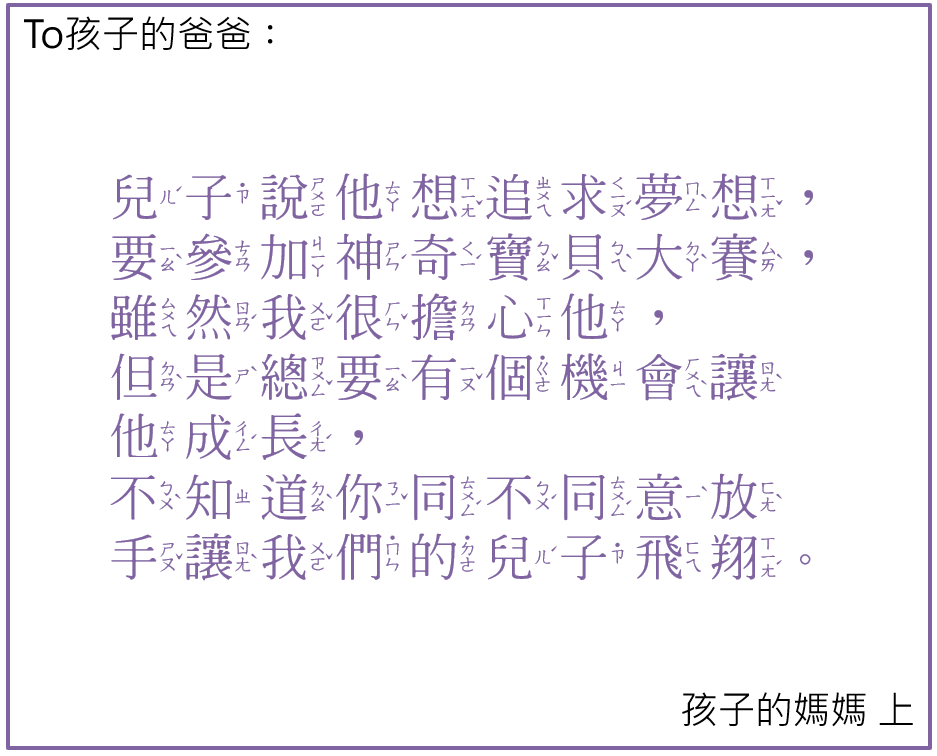 To孩子的爸爸：
兒子說他想追求夢想，
要參加神奇寶貝大賽，
雖然我很擔心他，
但是總要有個機會讓
他成長，
不知道你同不同意放
手讓我們的兒子飛翔。
孩子的媽媽 上